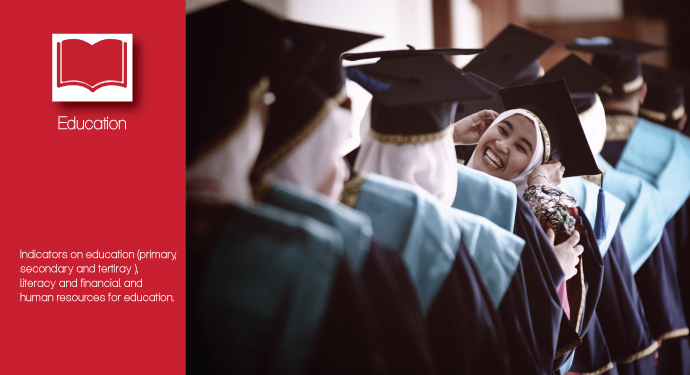 Education
Indicators on education (primary,
secondary and tertiray ),
literacy and financial and
human resources for education.